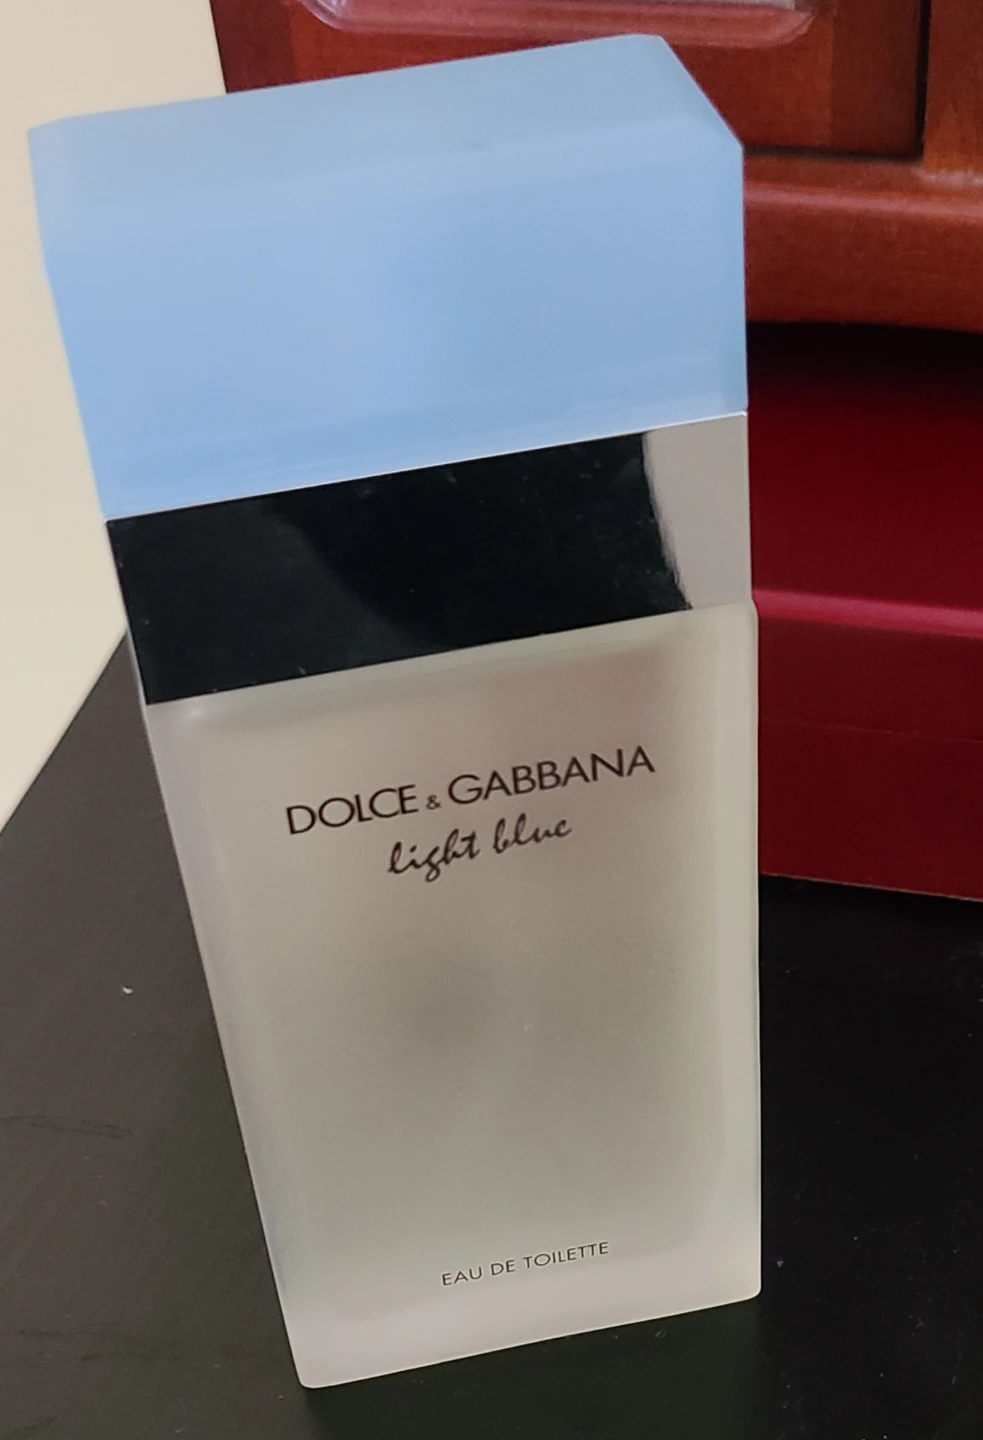 DOLCE & GABBANA
light blue
EAU DE TOILETTE